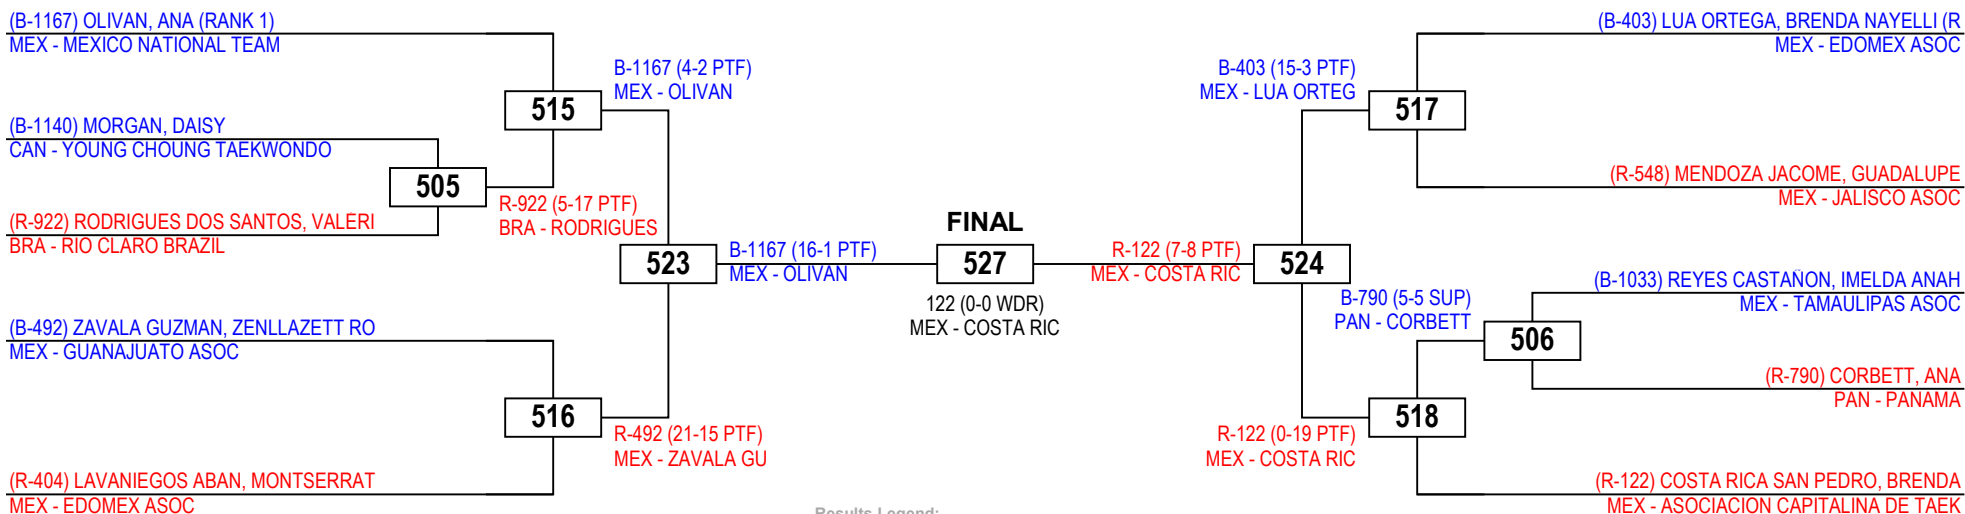 (B-1167) OLIVAN, ANA (RANK 1)
MEX - MEXICO NATIONAL TEAM
B-1167 (4-2 PTF)
MEX - OLIVAN
515
(B-1140) MORGAN, DAISY
CAN - YOUNG CHOUNG TAEKWONDO
505
R-922 (5-17 PTF)
BRA - RODRIGUES
(R-922) RODRIGUES DOS SANTOS, VALERI
BRA - RIO CLARO BRAZIL
523
B-1167 (16-1 PTF)
MEX - OLIVAN
(B-492) ZAVALA GUZMAN, ZENLLAZETT RO
MEX - GUANAJUATO ASOC
516
R-492 (21-15 PTF)
MEX - ZAVALA GU
(R-404) LAVANIEGOS ABAN, MONTSERRAT
MEX - EDOMEX ASOC
FINAL
527
122 (0-0 WDR)
MEX - COSTA RIC
(B-403) LUA ORTEGA, BRENDA NAYELLI (R
MEX - EDOMEX ASOC
B-403 (15-3 PTF)
MEX - LUA ORTEG
517
(R-548) MENDOZA JACOME, GUADALUPE
MEX - JALISCO ASOC
R-122 (7-8 PTF)
MEX - COSTA RIC
524
(B-1033) REYES CASTAÑON, IMELDA ANAH
MEX - TAMAULIPAS ASOC
B-790 (5-5 SUP)
PAN - CORBETT
506
(R-790) CORBETT, ANA
PAN - PANAMA
518
R-122 (0-19 PTF)
MEX - COSTA RIC
(R-122) COSTA RICA SAN PEDRO, BRENDA
MEX - ASOCIACION CAPITALINA DE TAEK
Results Legend: